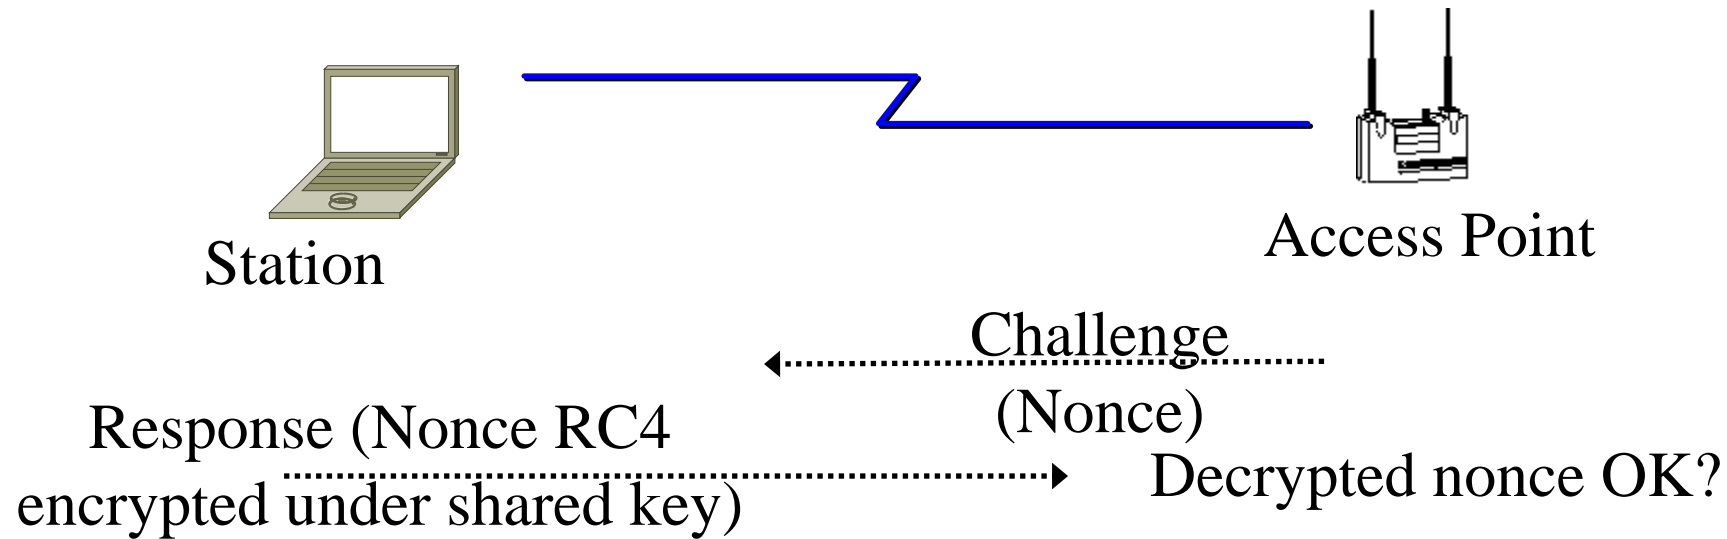 Station
Access Point
Challenge
(Nonce)
Response (Nonce RC4
encrypted under shared key)
Decrypted nonce OK?